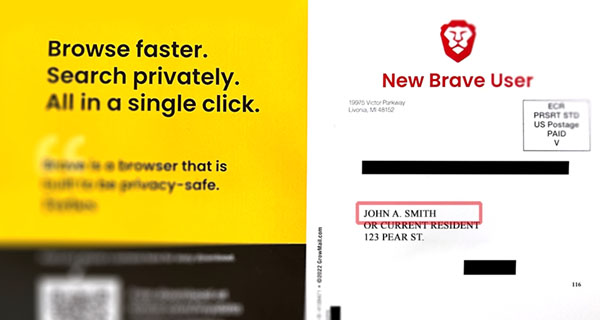 Browse faster.
Search privately.
All in a single click.
Brave is a browser that is
built to be privacy-safe.
New Brave User
19975 Victor Parkway
Livonia, MI 48152
ECR
PRSRT STD
US Postage
PAID
V
JOHN A. SMITH
OR CURRENT RESIDENT
123 PEAR ST.
©2022 GrowMail.com
116